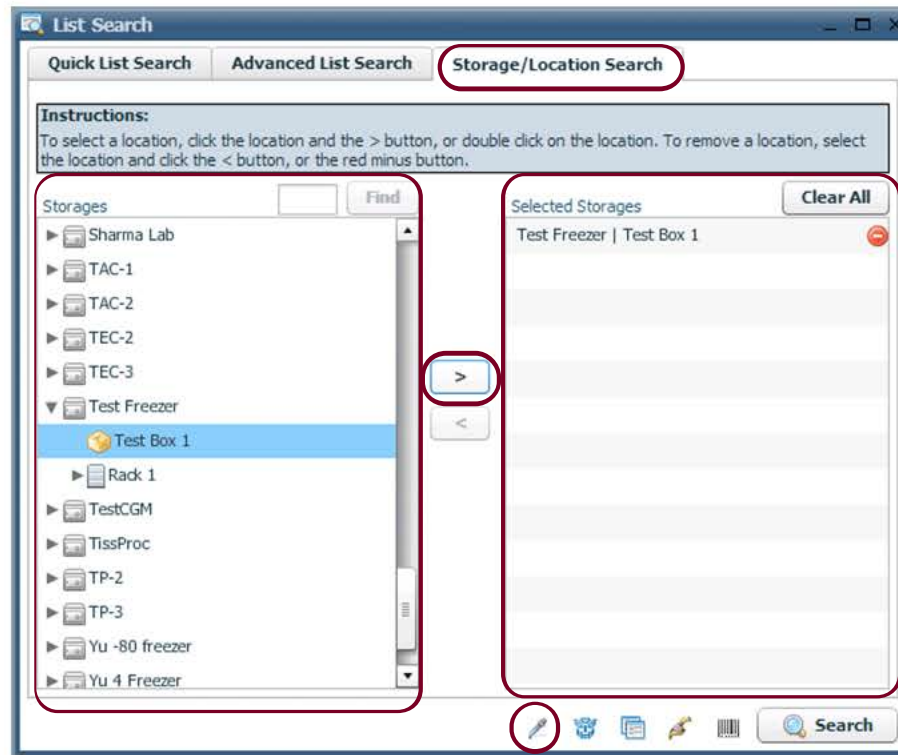 List Search
Quick List Search Advanced List Search Storage/Location Search
Instructions:
To select a location, click the location and the > button, or double click on the location. To remove a location, select
the location and click the < button, or the red minus button.
Storages Find
Sharma Lab
TAC-1
TAC-2
TEC-2
TEC-3
Test Freezer
Test Box 1
Rack 1
TestCGM
TissProc
TP-2
TP-3
Yu -80 freezer
Yu 4 Freezer
>
<
Selected Storages Clear All
Test Freezer | Test Box 1
Search